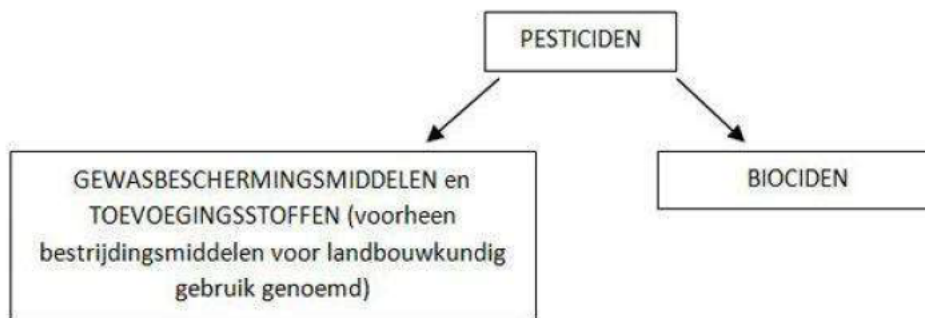 PESTICIDEN
GEWASBESCHERMINGSMIDDELEN en
TOEVOEGINGSSTOFFEN (voorheen
bestrijdingsmiddelen voor landbouwkundig
gebruik genoemd)
BIOCIDEN